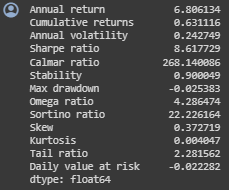 Annual return 6.806134
Cumulative returns 0.631116
Annual volatility 0.242749
Sharpe ratio 8.617729
Calmar ratio 268.140086
Stability 0.900049
Max drawdown -0.025383
Omega ratio 4.286474
Sortino ratio 22.226164
Skew 0.372719
Kurtosis 0.004047
Tail ratio 2.281562
Daily value at risk -0.022282
dtype: float64